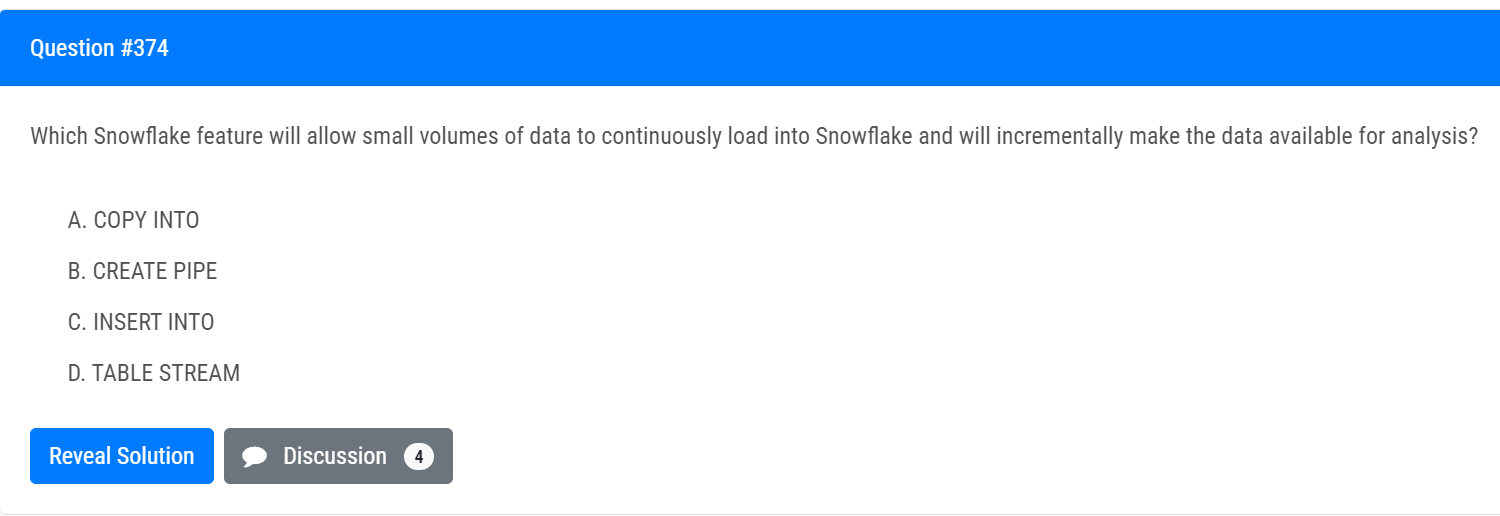 Question #374
Which Snowflake feature will allow small volumes of data to continuously load into Snowflake and will incrementally make the data available for analysis?
A. COPY INTO
B. CREATE PIPE
C. INSERT INTO
D. TABLE STREAM
Reveal Solution Discussion 4